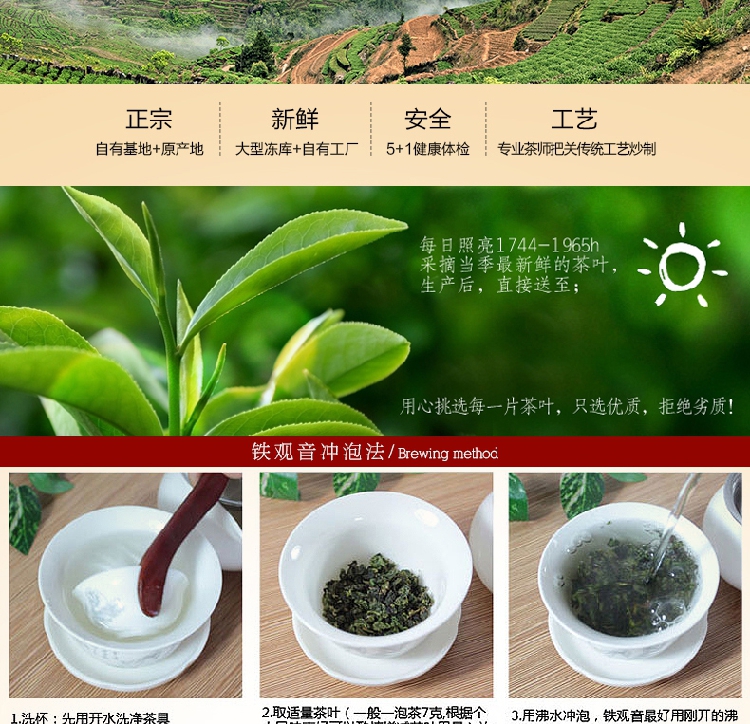 正宗
新鲜
安全
工艺
自有基地+原产地
大型冻库+自有工厂
5+1健康体检
专业茶师把关传统工艺炒制
每日照亮1744-1965h
采摘当季最新鲜的茶叶，
生产后，直接送至；
用心挑选每一片茶叶，只选优质，拒绝劣质！
铁观音冲泡法/Brewing method
1.洗杯：先用开水洗净茶具
2.取适量茶叶（一般一泡茶7克,根据个
3.用沸水冲泡，铁观音最好用刚开的沸